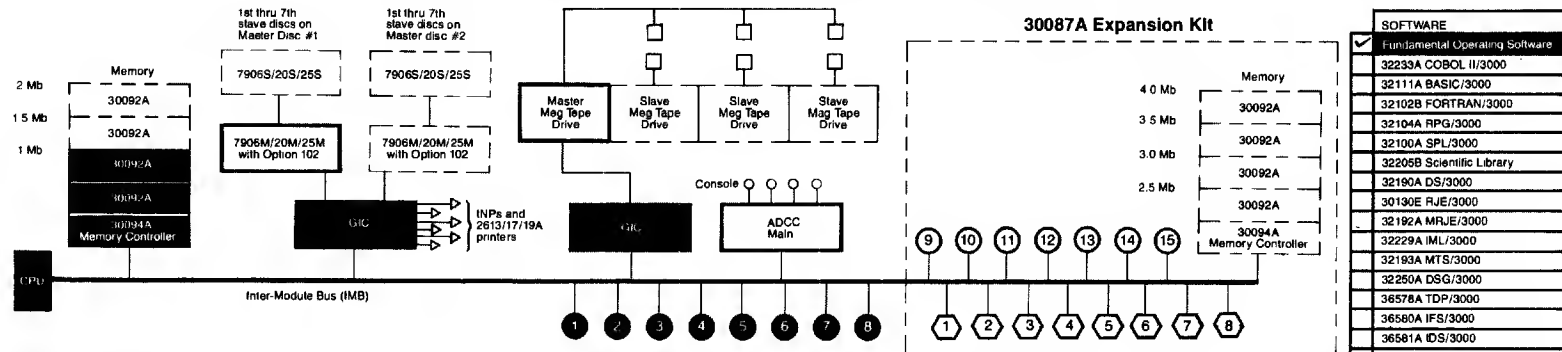 1st thru 7th
stave discs on
Maeter Disc #1
1st thru 7th
slave discs on
Master disc #2
30087A Expansion Kit
Memory
2 Mb
30092A
1 5 Mb
30092A
1 Mb
30092A
30092A
30094A
Memory Controller
7906S/20S/25S
7906S/20S/25S
7906M/20M/25M
with Option 102
7906M/20M/25M
with Option 102
GIC
INPs and
2613/17/19A
printers
Master
Mag Tape
Drive
Slave
Meg Tape
Drive
Slave
Meg Tape
Drive
Slave
Mag Tape
Drive
GIC
Console
ADCC
Main
Memory
4 0 Mb
30092A
3 5 Mb
30092A
3.0 Mb
30092A
2.5 Mb
30092A
30094A
Memory Controller
9 10 11 12 13 14 15
CPU
Inter-Module Bus (IMB)
1 2 3 4 5 6 7 8
1 2 3 4 5 6 7 8
SOFTWARE
Fundamental Operating Software
32233A COBOL II/3000
32111A BASIC/3000
32102B FORTRAN/3000
32104A RPG/3000
32100A SPL/3000
32205B Scientific Library
32190A DS/3000
30130E RJE/3000
32192A MRJE/3000
32229A IML/3000
32193A MTS/3000
32250A DSG/3000
36578A TDP/3000
36580A IFS/3000
36581A IDS/3000